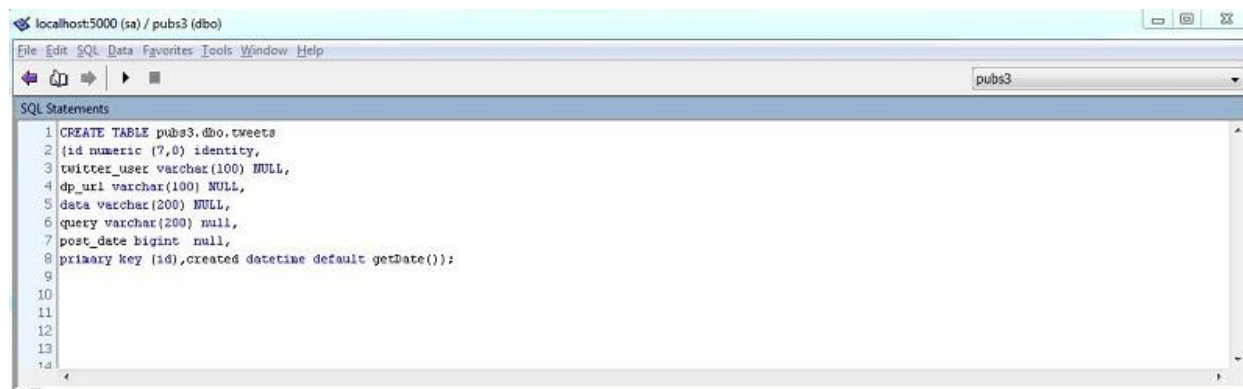 localhost:5000 (sa) / pubs3 (dbo)
File Edit SQL Data Favorites Tools Window Help
pubs3
SQL Statements
1 CREATE TABLE pubs3.dbo.tweets
2 (id numeric (7,0) identity,
3 twitter_user varchar(100) NULL,
4 dp_url varchar(100) NULL,
5 data varchar(200) NULL,
6 query varchar(200) null,
7 post_date bigint  null,
8 primary key (id),created datetime default getDate());
9
10
11
12
13
14